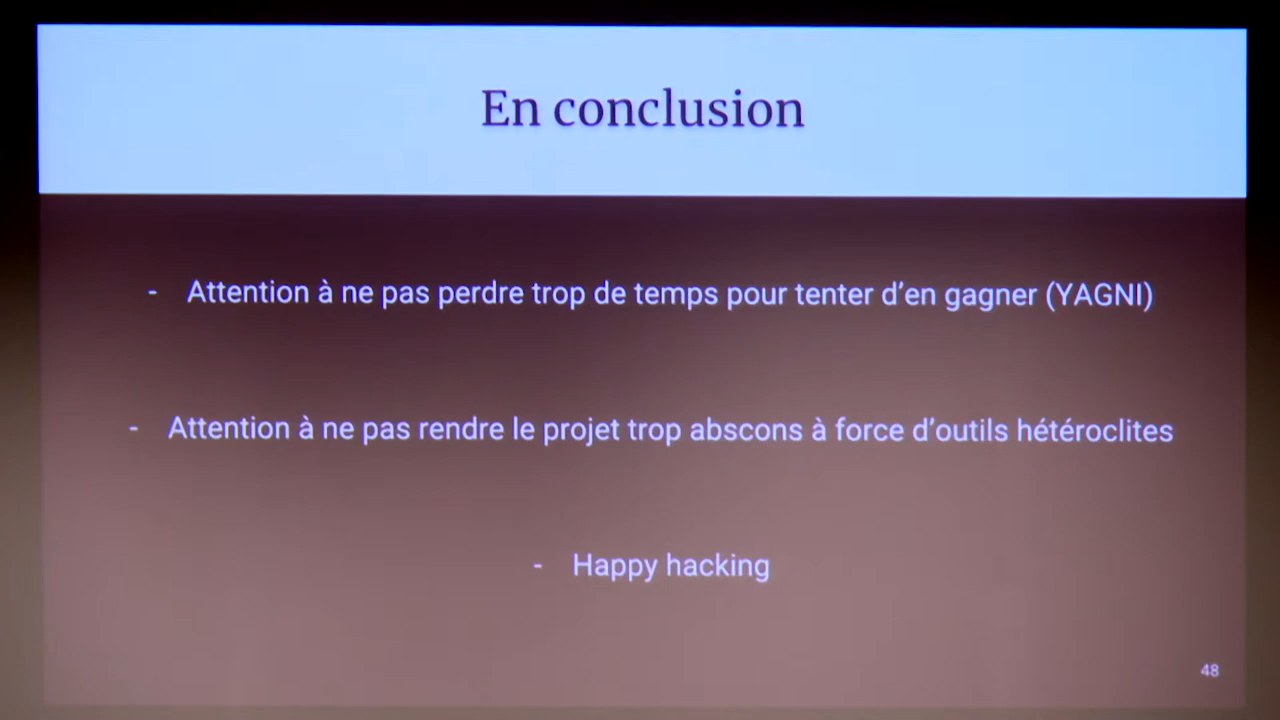 En conclusion
- Attention à ne pas perdre trop de temps pour tenter d'en gagner (YAGNI)
- Attention à ne pas rendre le projet trop abscons à force d'outils hétéroclites
- Happy hacking
48